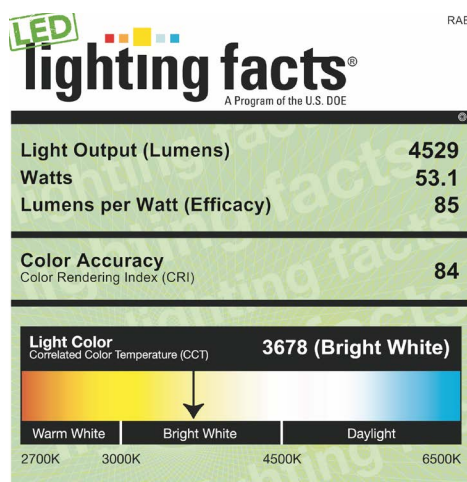 LED
RAB
lighting facts®
A Program of the U.S. DOE
Light Output (Lumens) 4529
Watts 53.1
Lumens per Watt (Efficacy) 85
Color Accuracy
Color Rendering Index (CRI) 84
Light Color
Correlated Color Temperature (CCT) 3678 (Bright White)
Warm White Bright White Daylight
2700K 3000K 4500K 6500K